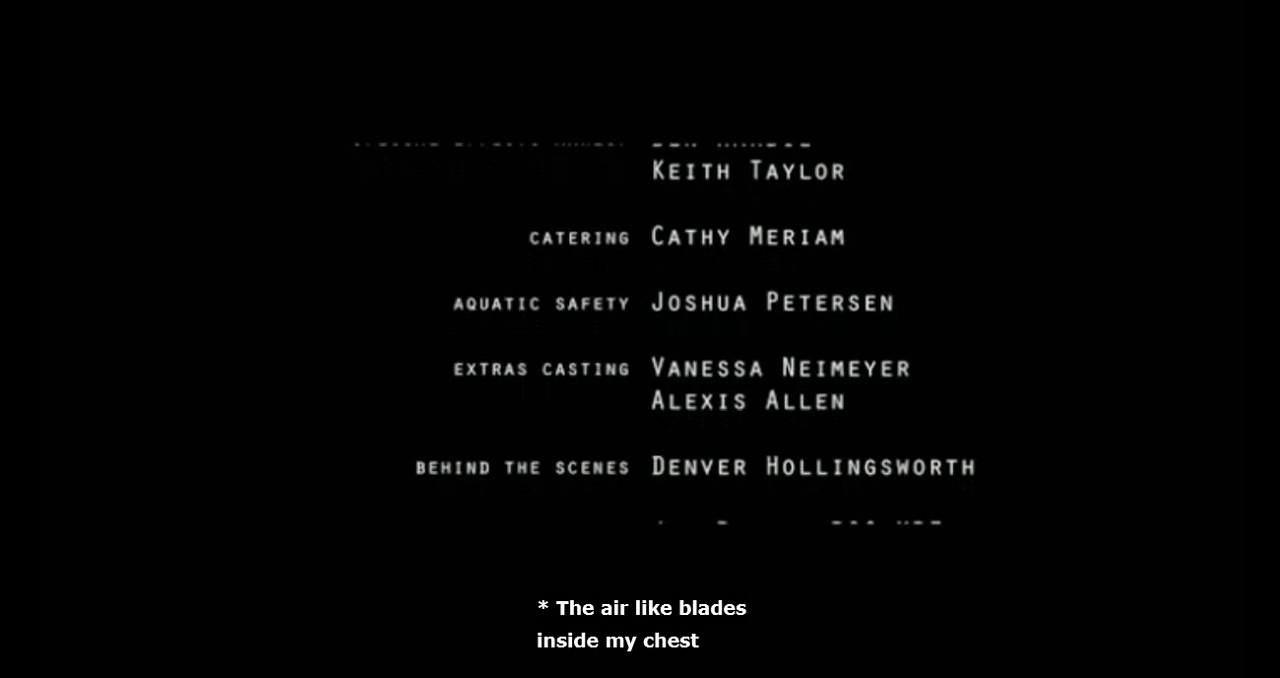 KEITH TAYLOR
CATERING CATHY MERIAM
AQUATIC SAFETY JOSHUA PETERSEN
EXTRAS CASTING VANESSA NEIMEYER
ALEXIS ALLEN
BEHIND THE SCENES DENVER HOLLINGSWORTH
* The air like blades
inside my chest